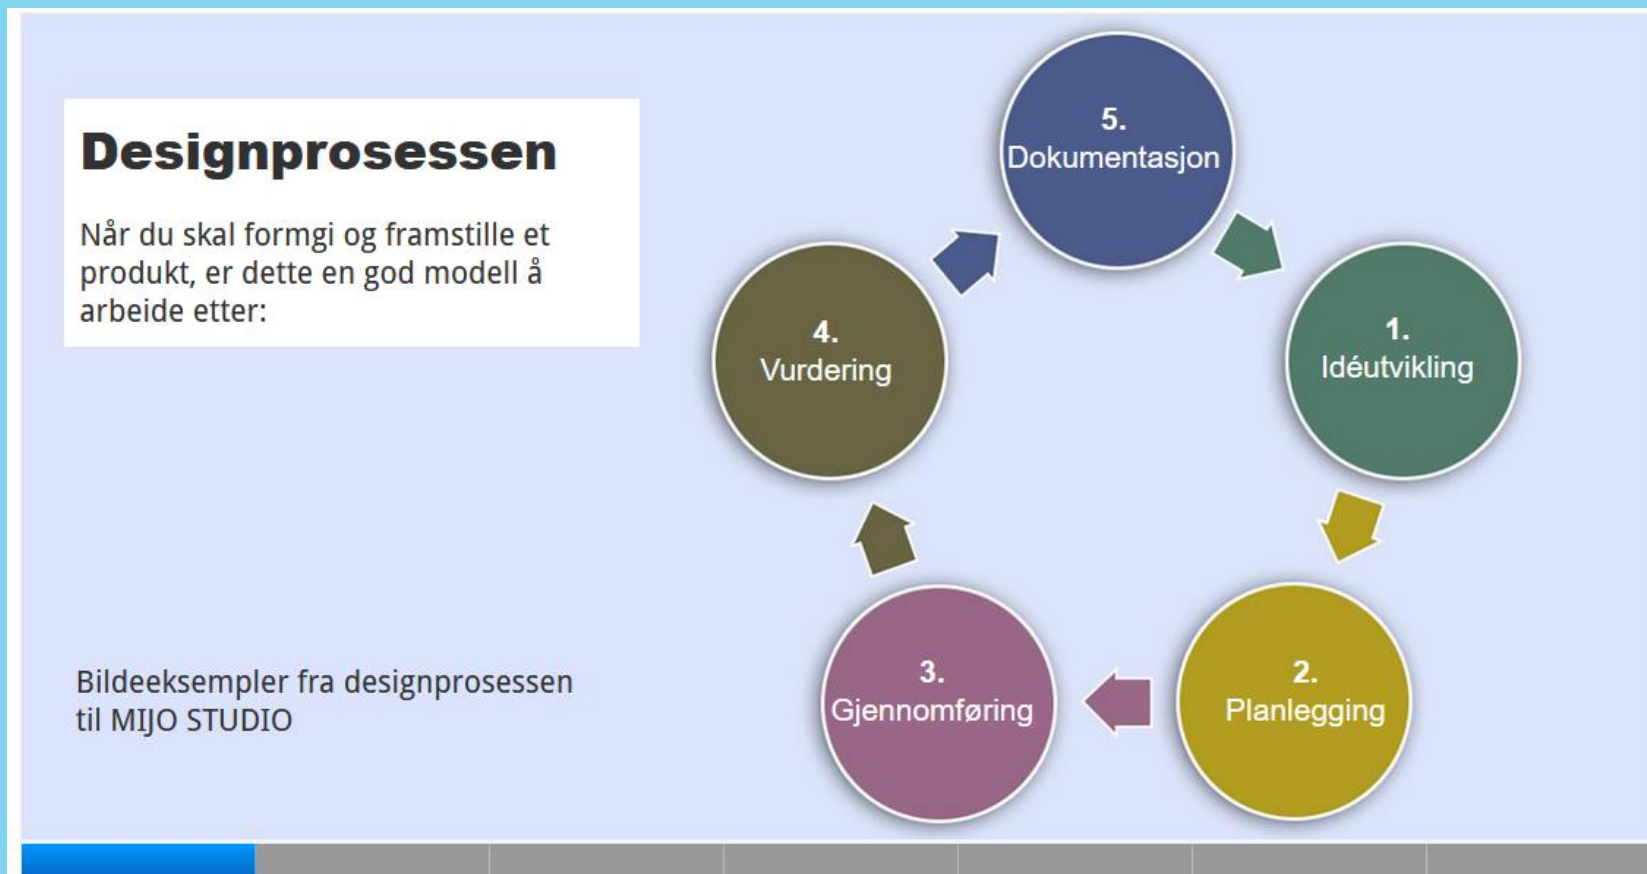 Designprosessen
Når du skal formgi og framstille et
produkt, er dette en god modell å
arbeide etter:
Bildeeksempler fra designprosessen
til MIJO STUDIO
5.
Dokumentasjon
1.
Idéutvikling
2.
Planlegging
3.
Gjennomføring
4.
Vurdering